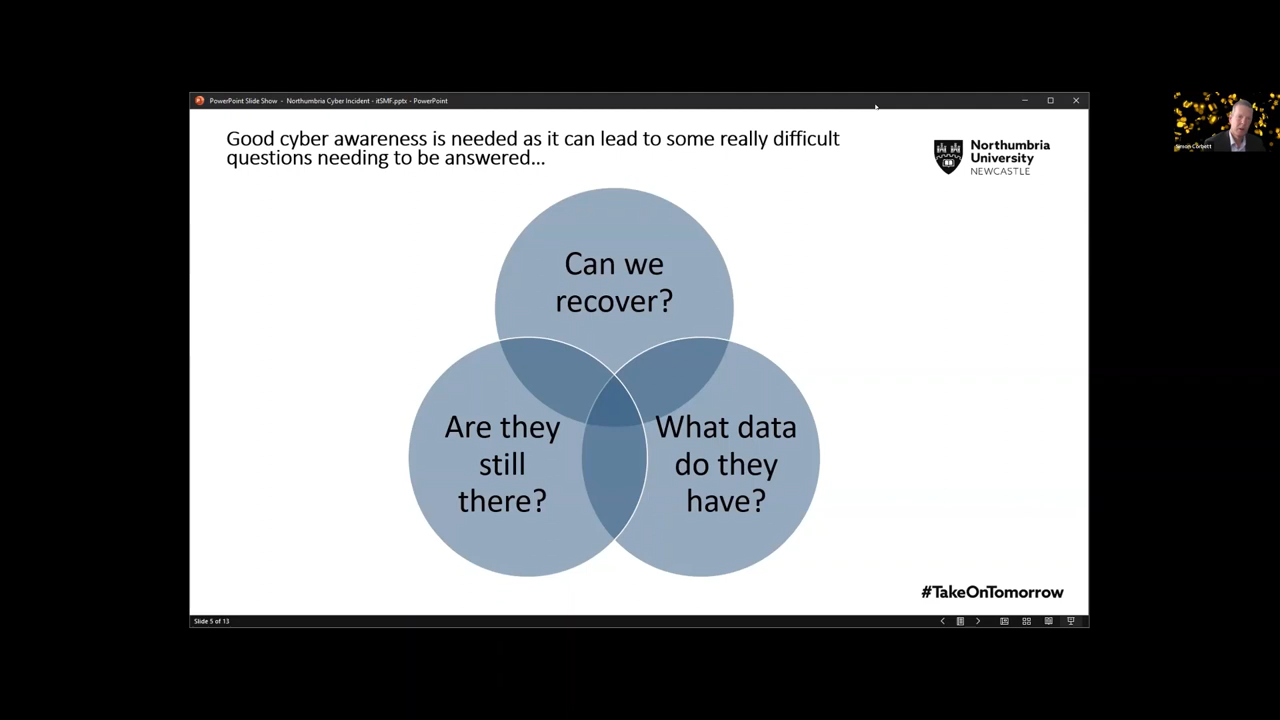 PowerPoint Slide Show - Northumbria Cyber Incident - itSMF.pptx - PowerPoint
Good cyber awareness is needed as it can lead to some really difficult
questions needing to be answered...
Northumbria
University
NEWCASTLE
Simon Corbett
Can we
recover?
Are they
still
there?
What data
do they
have?
#TakeOnTomorrow
Slide 5 of 13